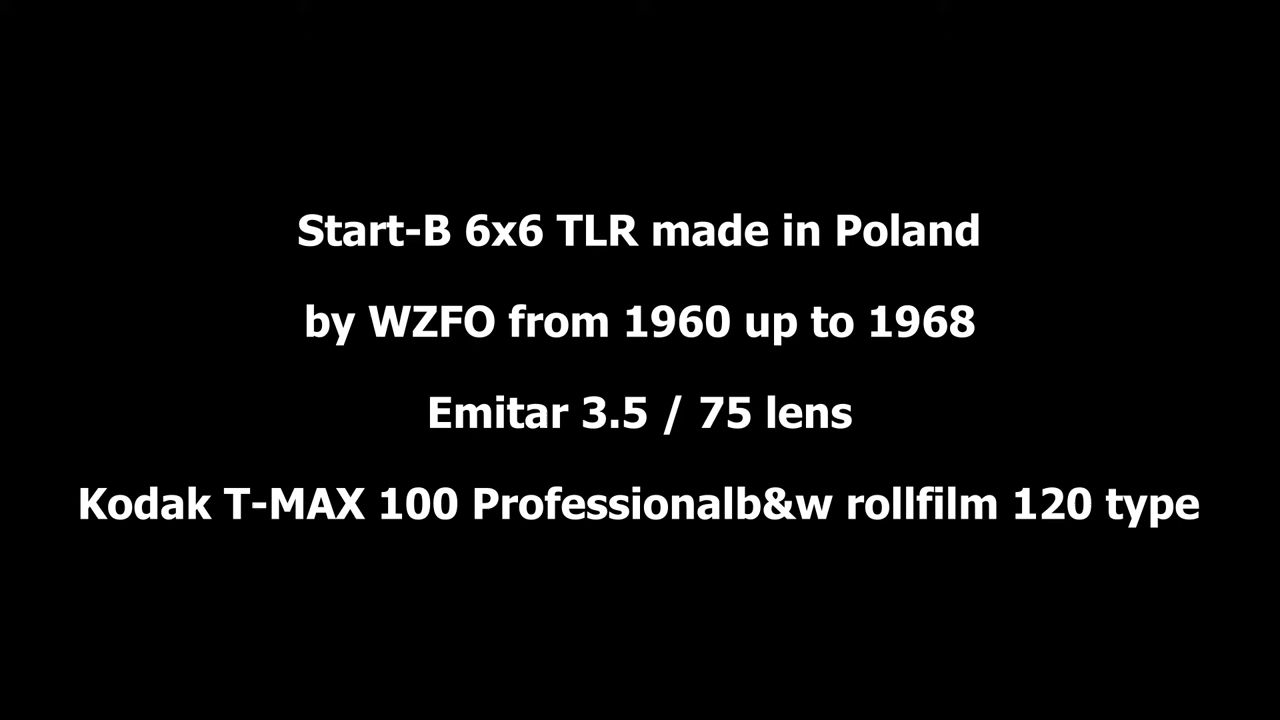 Start-B 6x6 TLR made in Poland
by WZFO from 1960 up to 1968
Emitar 3.5 / 75 lens
Kodak T-MAX 100 Professionalb&w rollfilm 120 type